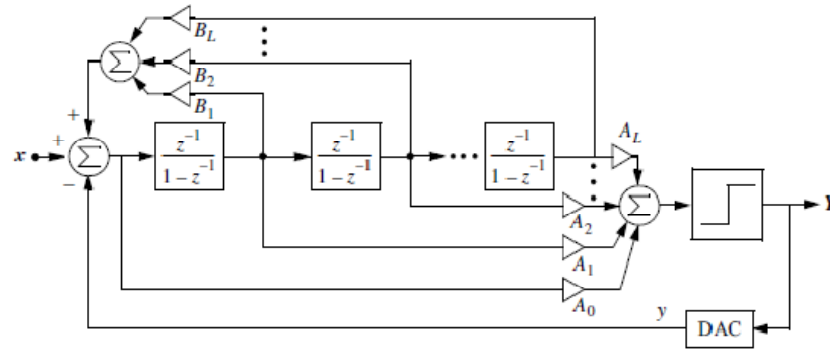 B_L
Σ
B_2
B_1
+
x
+
Σ
−
z^{-1}
1 − z^{-1}
z^{-1}
1 − z^{-1}
z^{-1}
1 − z^{-1}
A_L
A_2
Σ
A_1
A_0
Y
y
DAC